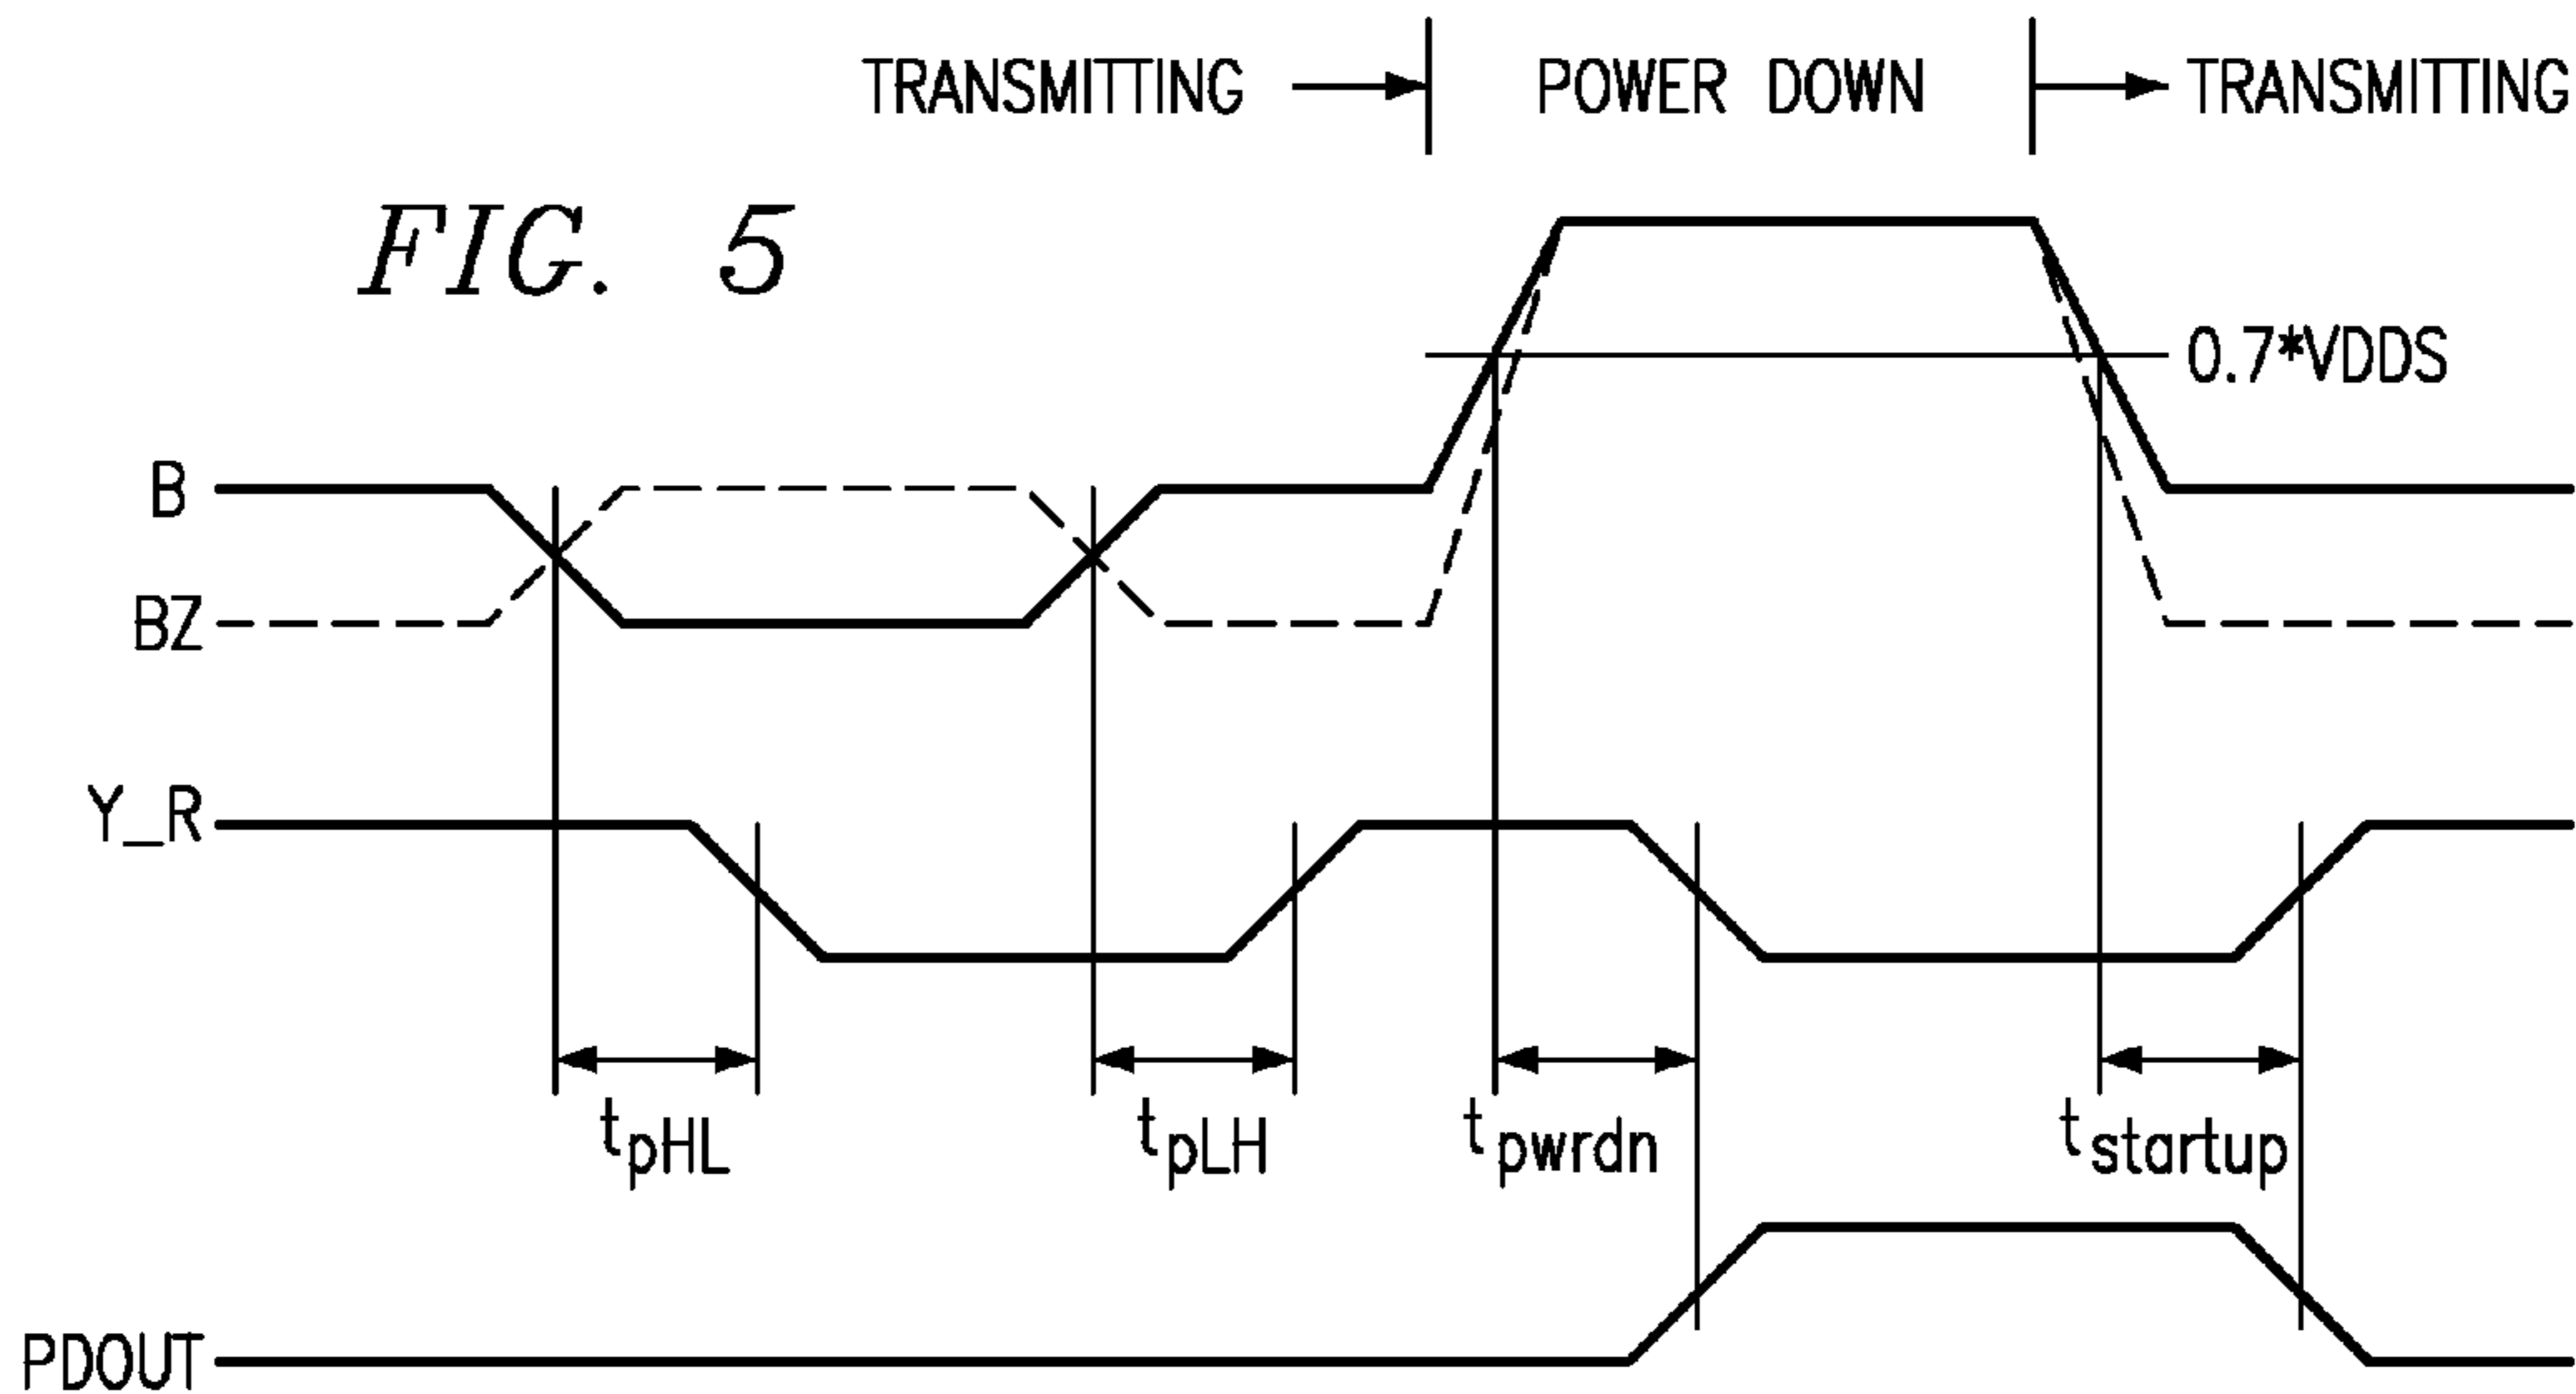 TRANSMITTING POWER DOWN TRANSMITTING
FIG. 5
0.7*VDDS
B
BZ
Y_R
tpHL tpLH tpwrdn tstartup
PDOUT